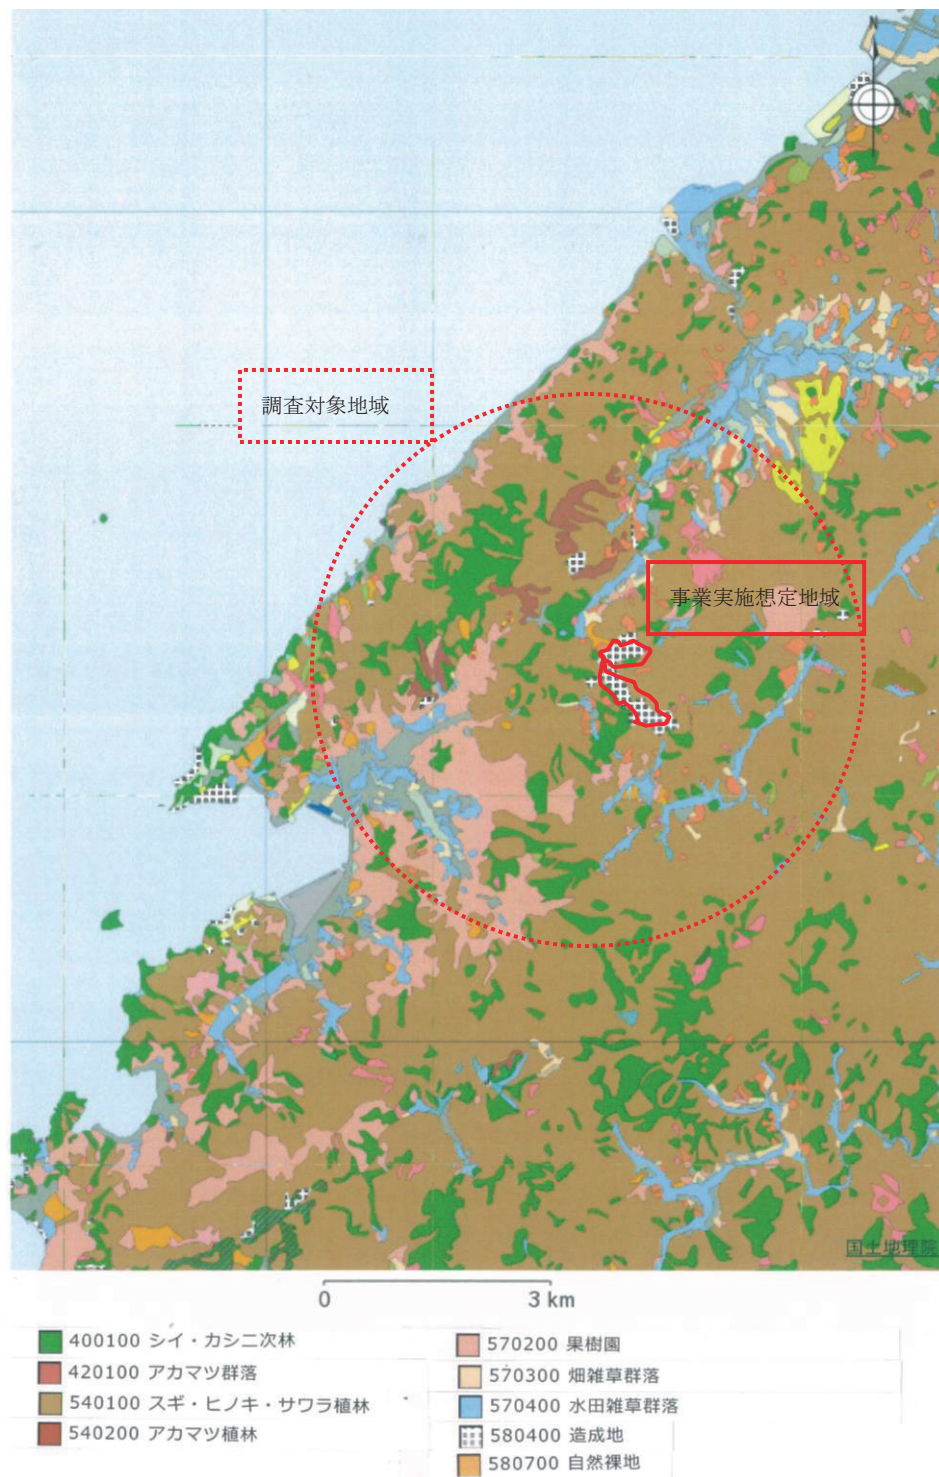 N
調査対象地域
事業実施想定地域
国土地理院
0 3 km
400100 シイ・カシ二次林
420100 アカマツ群落
540100 スギ・ヒノキ・サワラ植林
540200 アカマツ植林
570200 果樹園
570300 畑雑草群落
570400 水田雑草群落
580400 造成地
580700 自然裸地